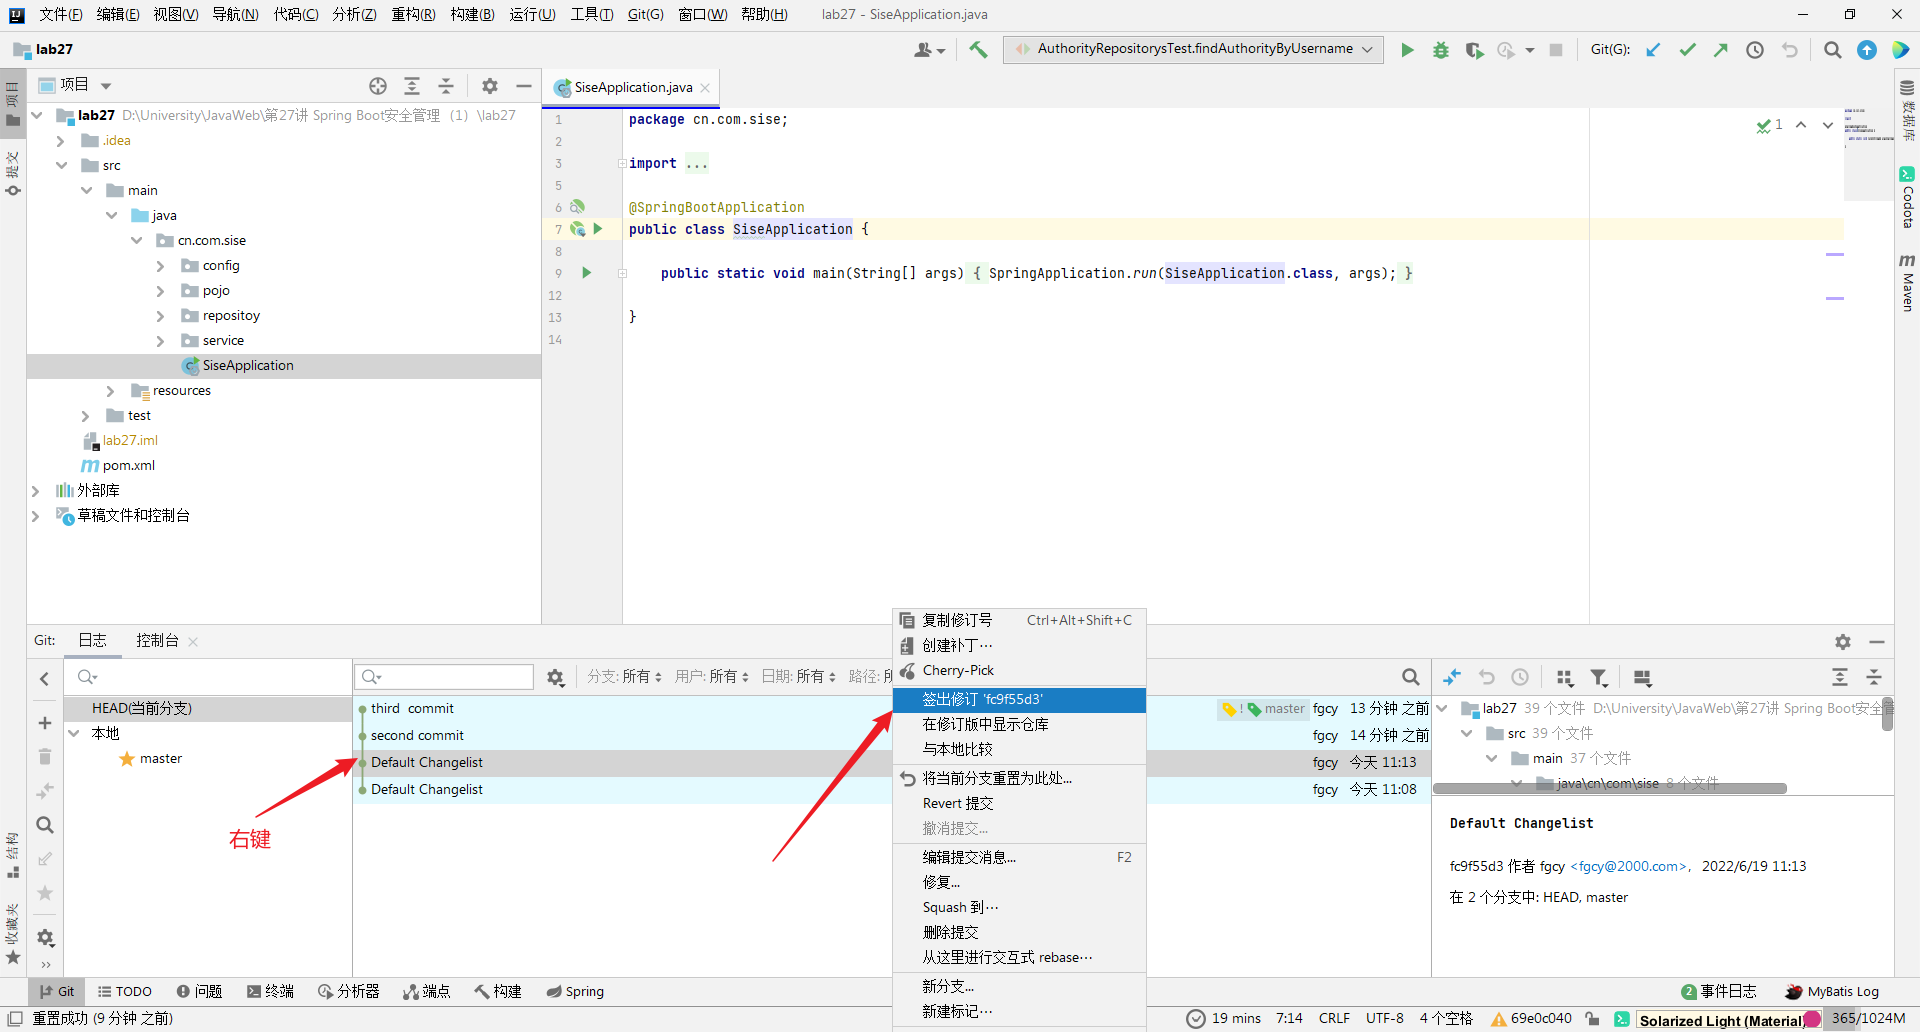 文件(F) 编辑(E) 视图(V) 导航(N) 代码(C) 分析(Z) 重构(R) 构建(B) 运行(U) 工具(T) Git(G) 窗口(W) 帮助(H) lab27 - SiseApplication.java
lab27
AuthorityRepositorysTest.findAuthorityByUsername
Git(G):
项目
SiseApplication.java
项目
提交
结构
收藏夹
lab27 D:\University\JavaWeb\第27讲 Spring Boot安全管理 (1) \lab27
.idea
src
main
java
cn.com.sise
config
pojo
repositoy
service
SiseApplication
resources
test
lab27.iml
pom.xml
外部库
草稿文件和控制台
1 package cn.com.sise;
2
3 import ...
5
6 @SpringBootApplication
7 public class SiseApplication {
8
9 public static void main(String[] args) { SpringApplication.run(SiseApplication.class, args); }
12
13 }
14
1
数据库
Codota
Maven
Git: 日志 控制台
分支: 所有 用户: 所有 日期: 所有 路径: 所
HEAD(当前分支)
本地
master
third commit ! master fgcy 13 分钟 之前
second commit fgcy 14 分钟 之前
Default Changelist fgcy 今天 11:13
Default Changelist fgcy 今天 11:08
右键
复制修订号 Ctrl+Alt+Shift+C
创建补丁…
Cherry-Pick
签出修订 'fc9f55d3'
在修订版中显示仓库
与本地比较
将当前分支重置为此处...
Revert 提交
撤消提交...
编辑提交消息... F2
修复...
Squash 到…
删除提交
从这里进行交互式 rebase…
新分支...
新建标记…
lab27 39 个文件 D:\University\JavaWeb\第27讲 Spring Boot安全管
src 39 个文件
main 37 个文件
java\cn\com\sise 8 个文件
Default Changelist
fc9f55d3 作者 fgcy <fgcy@2000.com>, 2022/6/19 11:13
在 2 个分支中: HEAD, master
Git TODO 问题 终端 分析器 端点 构建 Spring 2 事件日志 MyBatis Log
重置成功 (9 分钟 之前) 19 mins 7:14 CRLF UTF-8 4 个空格 69e0c040 Solarized Light (Material) 365/1024M